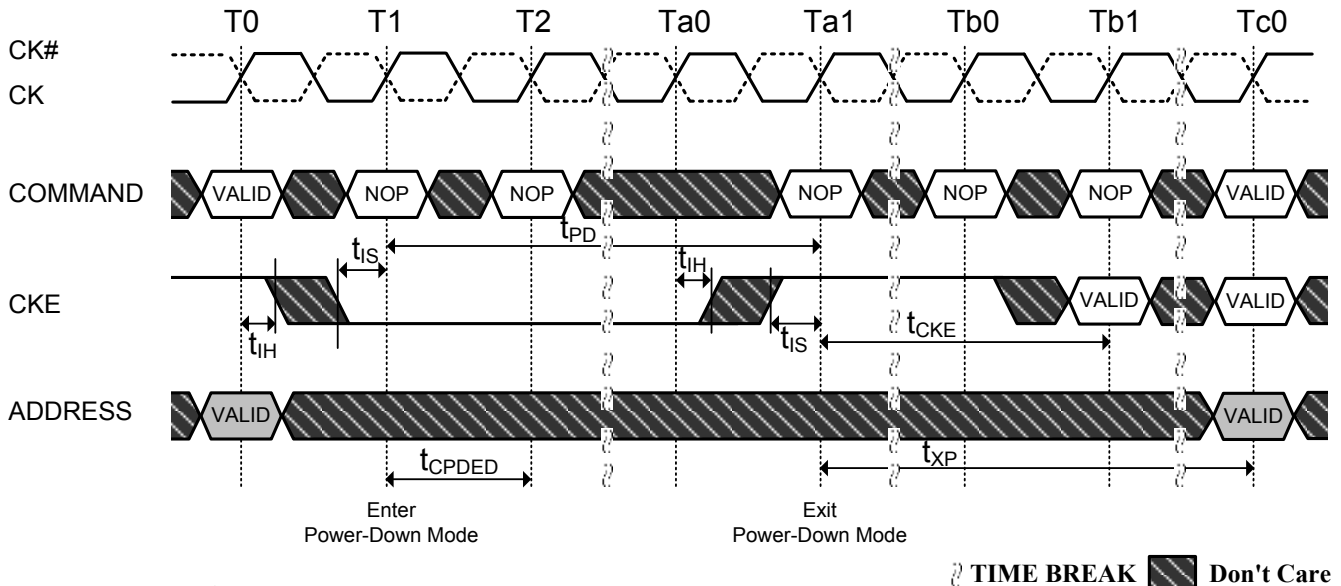 T0 T1 T2 Ta0 Ta1 Tb0 Tb1 Tc0
CK#
CK
COMMAND VALID NOP NOP NOP NOP NOP VALID
tPD
tIS tIH
CKE VALID VALID
tIH tIS tCKE
ADDRESS VALID VALID
tCPDED tXP
Enter
Power-Down Mode
Exit
Power-Down Mode
TIME BREAK Don't Care